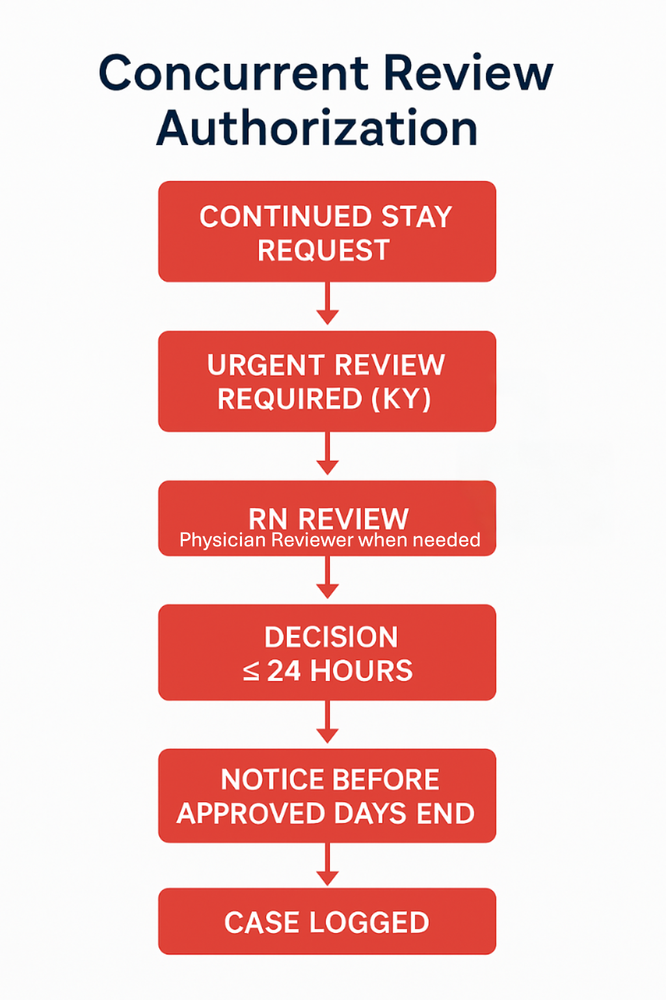 Concurrent Review
Authorization
CONTINUED STAY
REQUEST
URGENT REVIEW
REQUIRED (KY)
RN REVIEW
Physician Reviewer when needed
DECISION
≤ 24 HOURS
NOTICE BEFORE
APPROVED DAYS END
CASE LOGGED